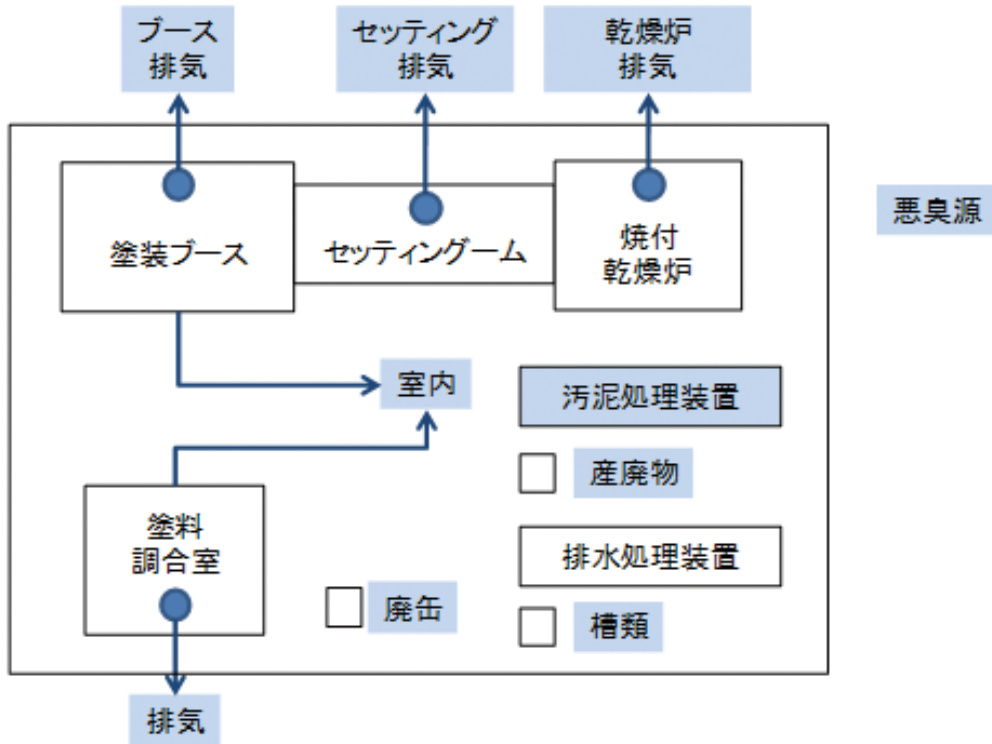 ブース
排気
セッティング
排気
乾燥炉
排気
悪臭源
塗装ブース
セッティングーム
焼付
乾燥炉
室内
汚泥処理装置
産廃物
塗料
調合室
排水処理装置
廃缶
槽類
排気